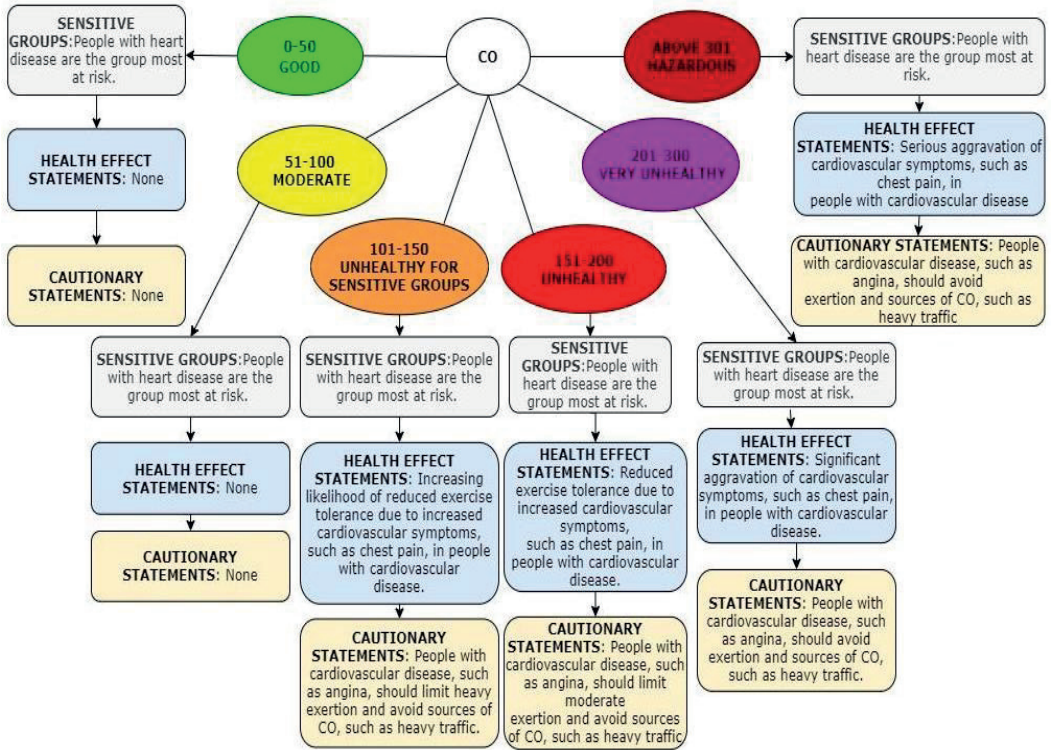 CO
0-50
GOOD
SENSITIVE
GROUPS:People with heart
disease are the group most
at risk.
HEALTH EFFECT
STATEMENTS: None
CAUTIONARY
STATEMENTS: None
51-100
MODERATE
SENSITIVE GROUPS:People
with heart disease are the
group most at risk.
HEALTH EFFECT
STATEMENTS: None
CAUTIONARY
STATEMENTS: None
101-150
UNHEALTHY FOR
SENSITIVE GROUPS
SENSITIVE GROUPS:People
with heart disease are the
group most at risk.
HEALTH EFFECT
STATEMENTS: Increasing
likelihood of reduced exercise
tolerance due to increased
cardiovascular symptoms,
such as chest pain, in people
with cardiovascular
disease.
CAUTIONARY
STATEMENTS: People with
cardiovascular disease, such
as angina, should limit heavy
exertion and avoid sources of
CO, such as heavy traffic.
151-200
UNHEALTHY
SENSITIVE
GROUPS:People with
heart disease are the
group most at risk.
HEALTH EFFECT
STATEMENTS: Reduced
exercise tolerance due to
increased cardiovascular
symptoms,
such as chest pain, in
people with cardiovascular
disease.
CAUTIONARY
STATEMENTS: People with
cardiovascular disease, such
as angina, should limit
moderate
exertion and avoid sources
of CO, such as heavy traffic
201-300
VERY UNHEALTHY
SENSITIVE GROUPS:People
with heart disease are the
group most at risk.
HEALTH EFFECT
STATEMENTS: Significant
aggravation of cardiovascular
symptoms, such as chest pain,
in people with cardiovascular
disease.
CAUTIONARY
STATEMENTS: People with
cardiovascular disease, such
as angina, should avoid
exertion and sources of CO,
such as heavy traffic.
ABOVE 301
HAZARDOUS
SENSITIVE GROUPS:People with
heart disease are the group most at
risk.
HEALTH EFFECT
STATEMENTS: Serious aggravation of
cardiovascular symptoms, such as
chest pain, in
people with cardiovascular disease
CAUTIONARY STATEMENTS: People
with cardiovascular disease, such as
angina, should avoid
exertion and sources of CO, such as
heavy traffic